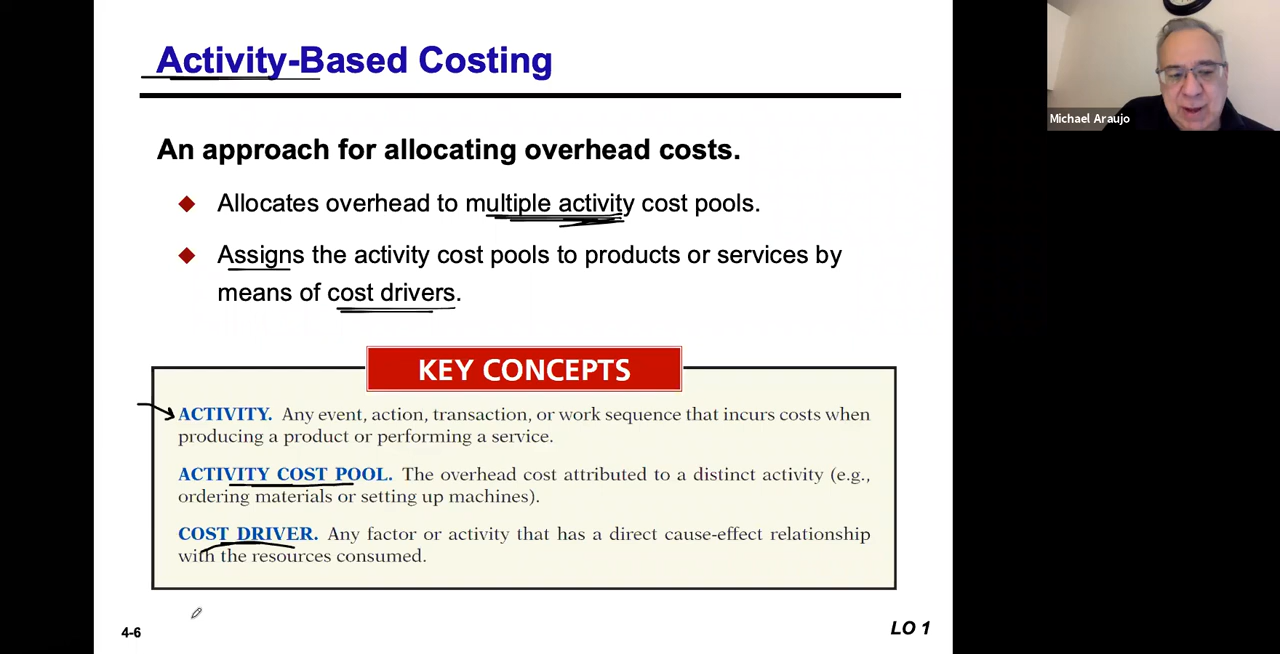 Activity-Based Costing
Michael Araujo
An approach for allocating overhead costs.
Allocates overhead to multiple activity cost pools.
Assigns the activity cost pools to products or services by
means of cost drivers.
KEY CONCEPTS
ACTIVITY. Any event, action, transaction, or work sequence that incurs costs when
producing a product or performing a service.
ACTIVITY COST POOL. The overhead cost attributed to a distinct activity (e.g.,
ordering materials or setting up machines).
COST DRIVER. Any factor or activity that has a direct cause-effect relationship
with the resources consumed.
4-6
LO 1